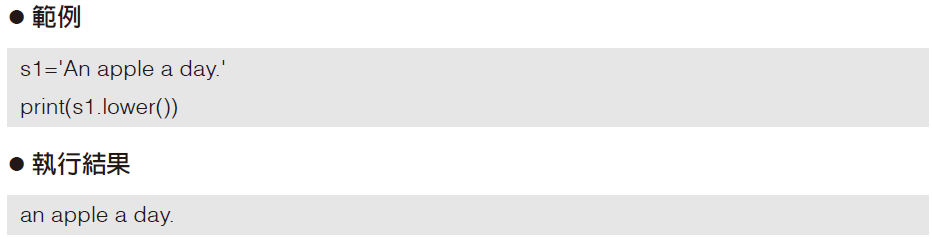 ● 範例
s1='An apple a day.'
print(s1.lower())
● 執行結果
an apple a day.